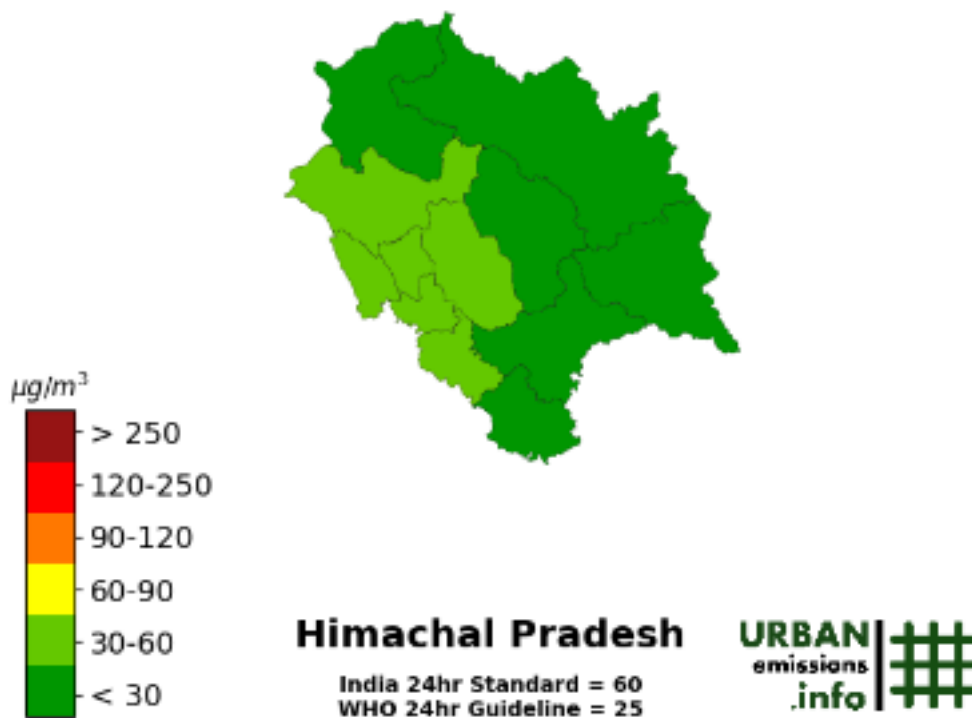 μg/m³
> 250
120-250
90-120
60-90
30-60
< 30
Himachal Pradesh
India 24hr Standard = 60
WHO 24hr Guideline = 25
URBAN
emissions
.info